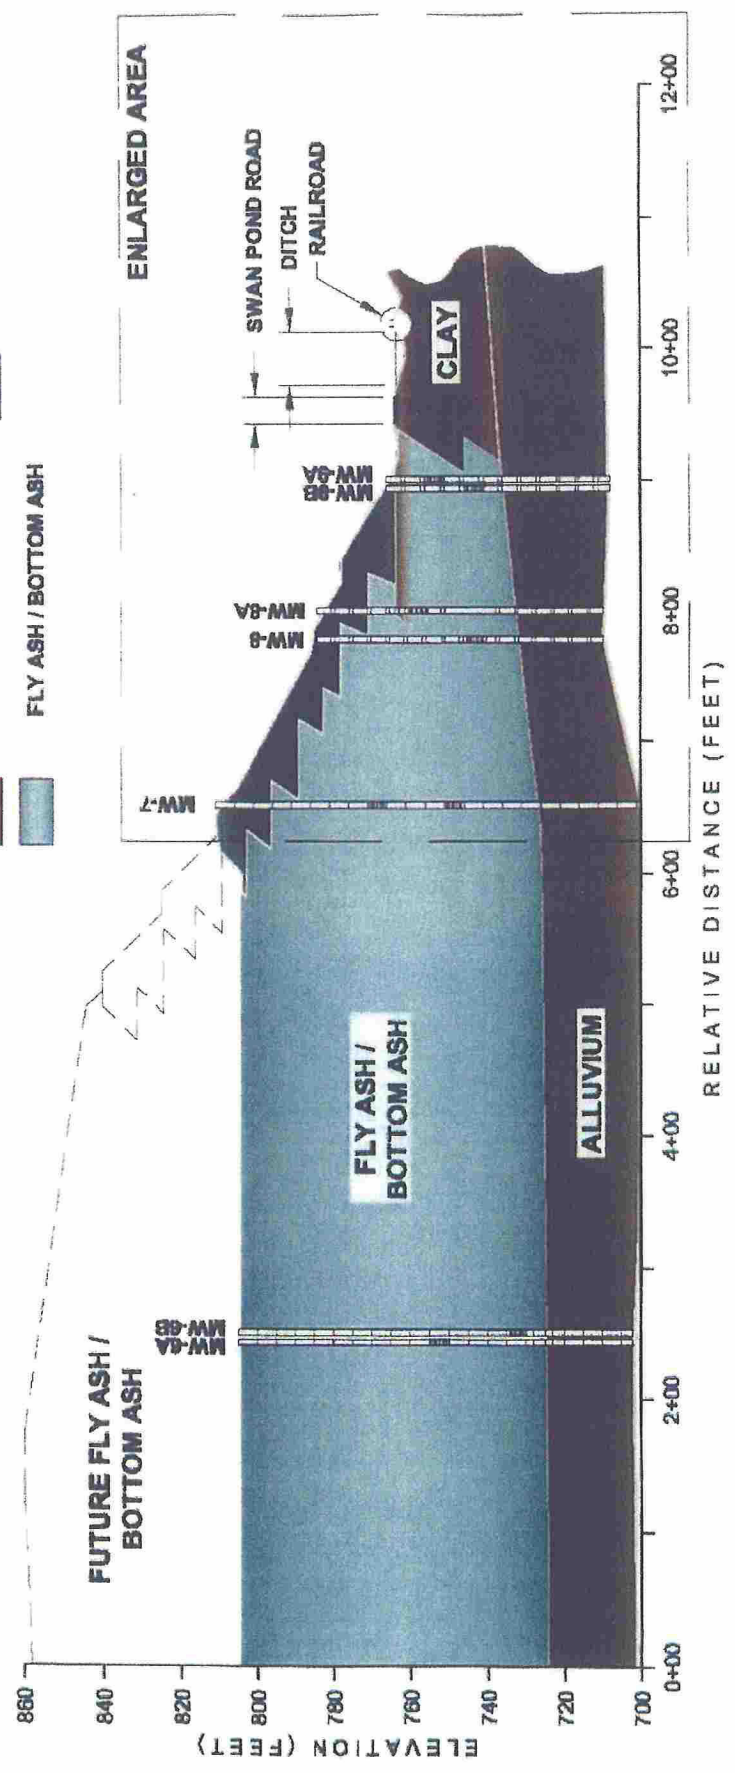 FLY ASH / BOTTOM ASH
ENLARGED AREA
SWAN POND ROAD
DITCH
RAILROAD
FUTURE FLY ASH /
BOTTOM ASH
MW-6A
MW-6B
MW-7
MW-8
MW-8A
MW-9B
MW-9A
FLY ASH /
BOTTOM ASH
CLAY
ALLUVIUM
860
840
820
800
780
760
740
720
700
ELEVATION (FEET)
0+00
2+00
4+00
6+00
8+00
10+00
12+00
RELATIVE DISTANCE (FEET)